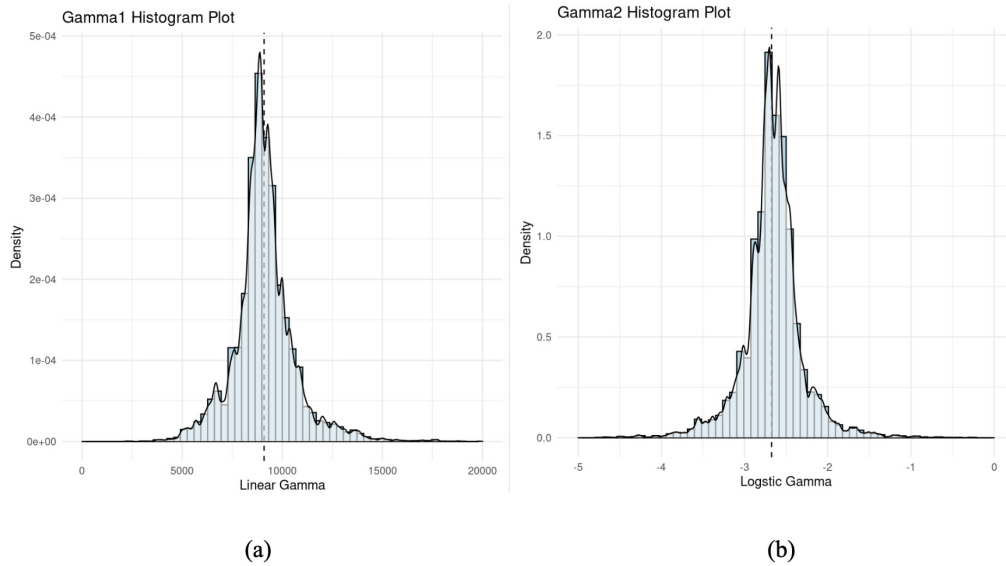 Gamma1 Histogram Plot
5e-04
4e-04
3e-04
2e-04
1e-04
0e+00
Density
0 5000 10000 15000 20000
Linear Gamma
(a)
Gamma2 Histogram Plot
2.0
1.5
1.0
0.5
0.0
Density
-5 -4 -3 -2 -1 0
Logstic Gamma
(b)